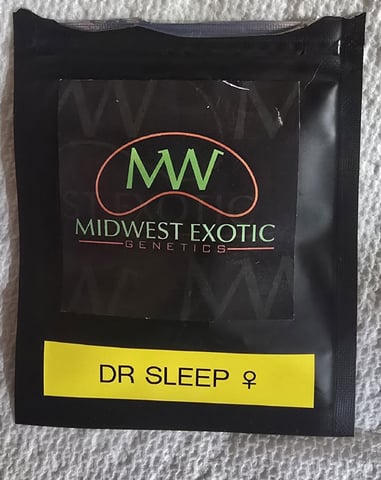 MW
MIDWEST EXOTIC
GENETICS
DR SLEEP ♀